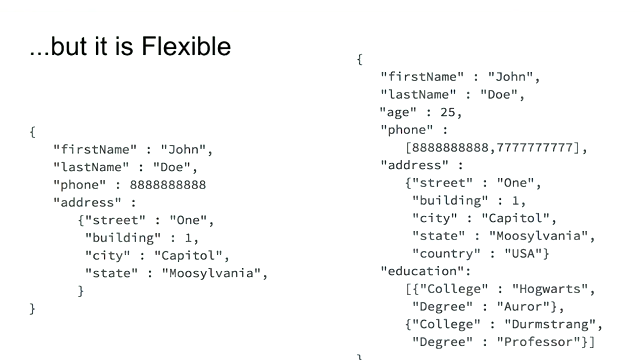 ...but it is Flexible
{
"firstName" : "John",
"lastName" : "Doe",
"phone" : 8888888888
"address" :
{"street" : "One",
"building" : 1,
"city" : "Capitol",
"state" : "Moosylvania",
}
}
{
"firstName" : "John",
"lastName" : "Doe",
"age" : 25,
"phone" :
[8888888888,7777777777],
"address" :
{"street" : "One",
"building" : 1,
"city" : "Capitol",
"state" : "Moosylvania",
"country" : "USA"}
"education":
[{"College" : "Hogwarts",
"Degree" : "Auror"},
{"College" : "Durmstrang",
"Degree" : "Professor"}]
}